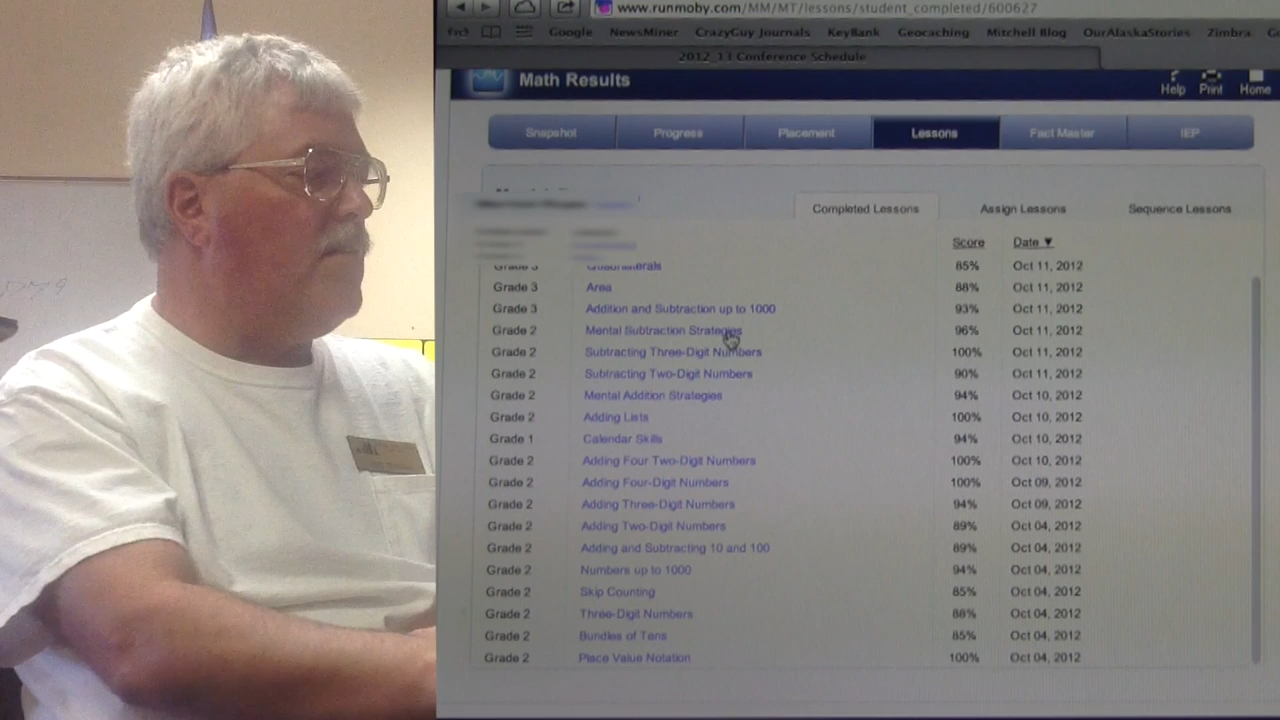 www.runmoby.com/MM/MT/lessons/student_completed/600627
Google NewsMiner CrazyGuy Journals KeyBank Geocaching Mitchell Blog OurAlaskaStories Zimbra
2012_13 Conference Schedule
Math Results Help Print Home
Snapshot Progress Placement Lessons Fact Master IEP
Completed Lessons Assign Lessons Sequence Lessons
Score Date ▼
Grade 3 Quadrilaterals 85% Oct 11, 2012
Grade 3 Area 88% Oct 11, 2012
Grade 3 Addition and Subtraction up to 1000 93% Oct 11, 2012
Grade 2 Mental Subtraction Strategies 96% Oct 11, 2012
Grade 2 Subtracting Three-Digit Numbers 100% Oct 11, 2012
Grade 2 Subtracting Two-Digit Numbers 90% Oct 11, 2012
Grade 2 Mental Addition Strategies 94% Oct 10, 2012
Grade 2 Adding Lists 100% Oct 10, 2012
Grade 1 Calendar Skills 94% Oct 10, 2012
Grade 2 Adding Four Two-Digit Numbers 100% Oct 10, 2012
Grade 2 Adding Four-Digit Numbers 100% Oct 09, 2012
Grade 2 Adding Three-Digit Numbers 94% Oct 09, 2012
Grade 2 Adding Two-Digit Numbers 89% Oct 04, 2012
Grade 2 Adding and Subtracting 10 and 100 89% Oct 04, 2012
Grade 2 Numbers up to 1000 94% Oct 04, 2012
Grade 2 Skip Counting 85% Oct 04, 2012
Grade 2 Three-Digit Numbers 88% Oct 04, 2012
Grade 2 Bundles of Tens 85% Oct 04, 2012
Grade 2 Place Value Notation 100% Oct 04, 2012